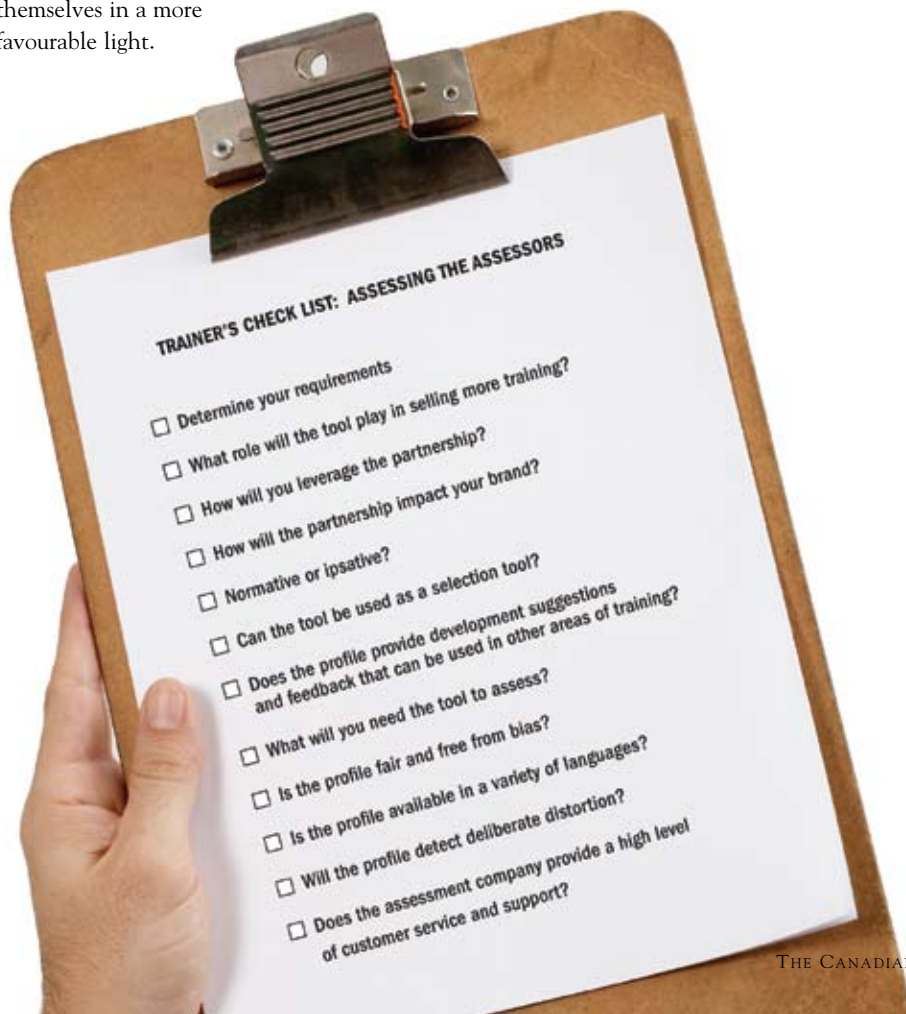 themselves in a more
favourable light.
TRAINER'S CHECK LIST: ASSESSING THE ASSESSORS
Determine your requirements
What role will the tool play in selling more training?
How will you leverage the partnership?
How will the partnership impact your brand?
Normative or ipsative?
Can the tool be used as a selection tool?
Does the profile provide development suggestions
and feedback that can be used in other areas of training?
What will you need the tool to assess?
Is the profile fair and free from bias?
Is the profile available in a variety of languages?
Will the profile detect deliberate distortion?
Does the assessment company provide a high level
of customer service and support?
THE CANADIA